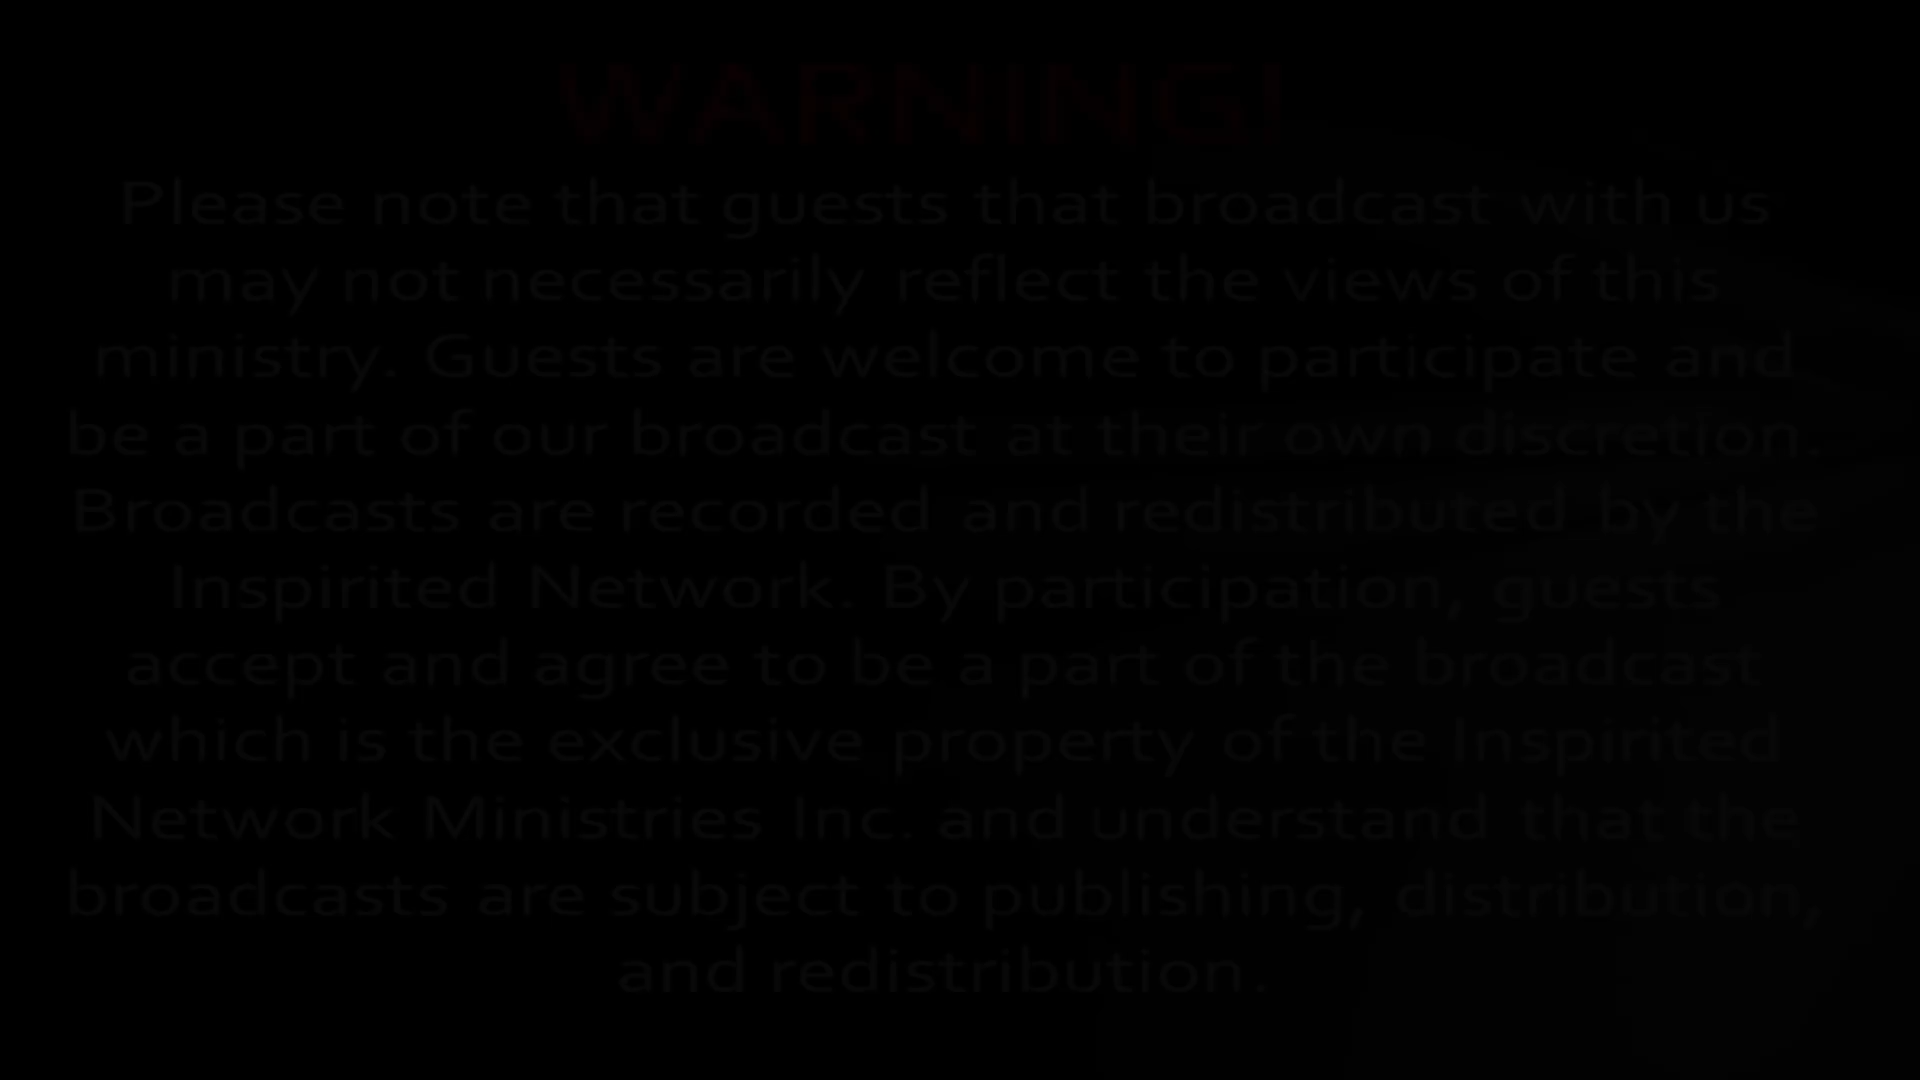 WARNING!
Please note that guests that broadcast with us
may not necessarily reflect the views of this
ministry. Guests are welcome to participate and
be a part of our broadcast at their own discretion.
Broadcasts are recorded and redistributed by the
Inspirited Network. By participation, guests
accept and agree to be a part of the broadcast
which is the exclusive property of the Inspirited
Network Ministries Inc. and understand that the
broadcasts are subject to publishing, distribution,
and redistribution.